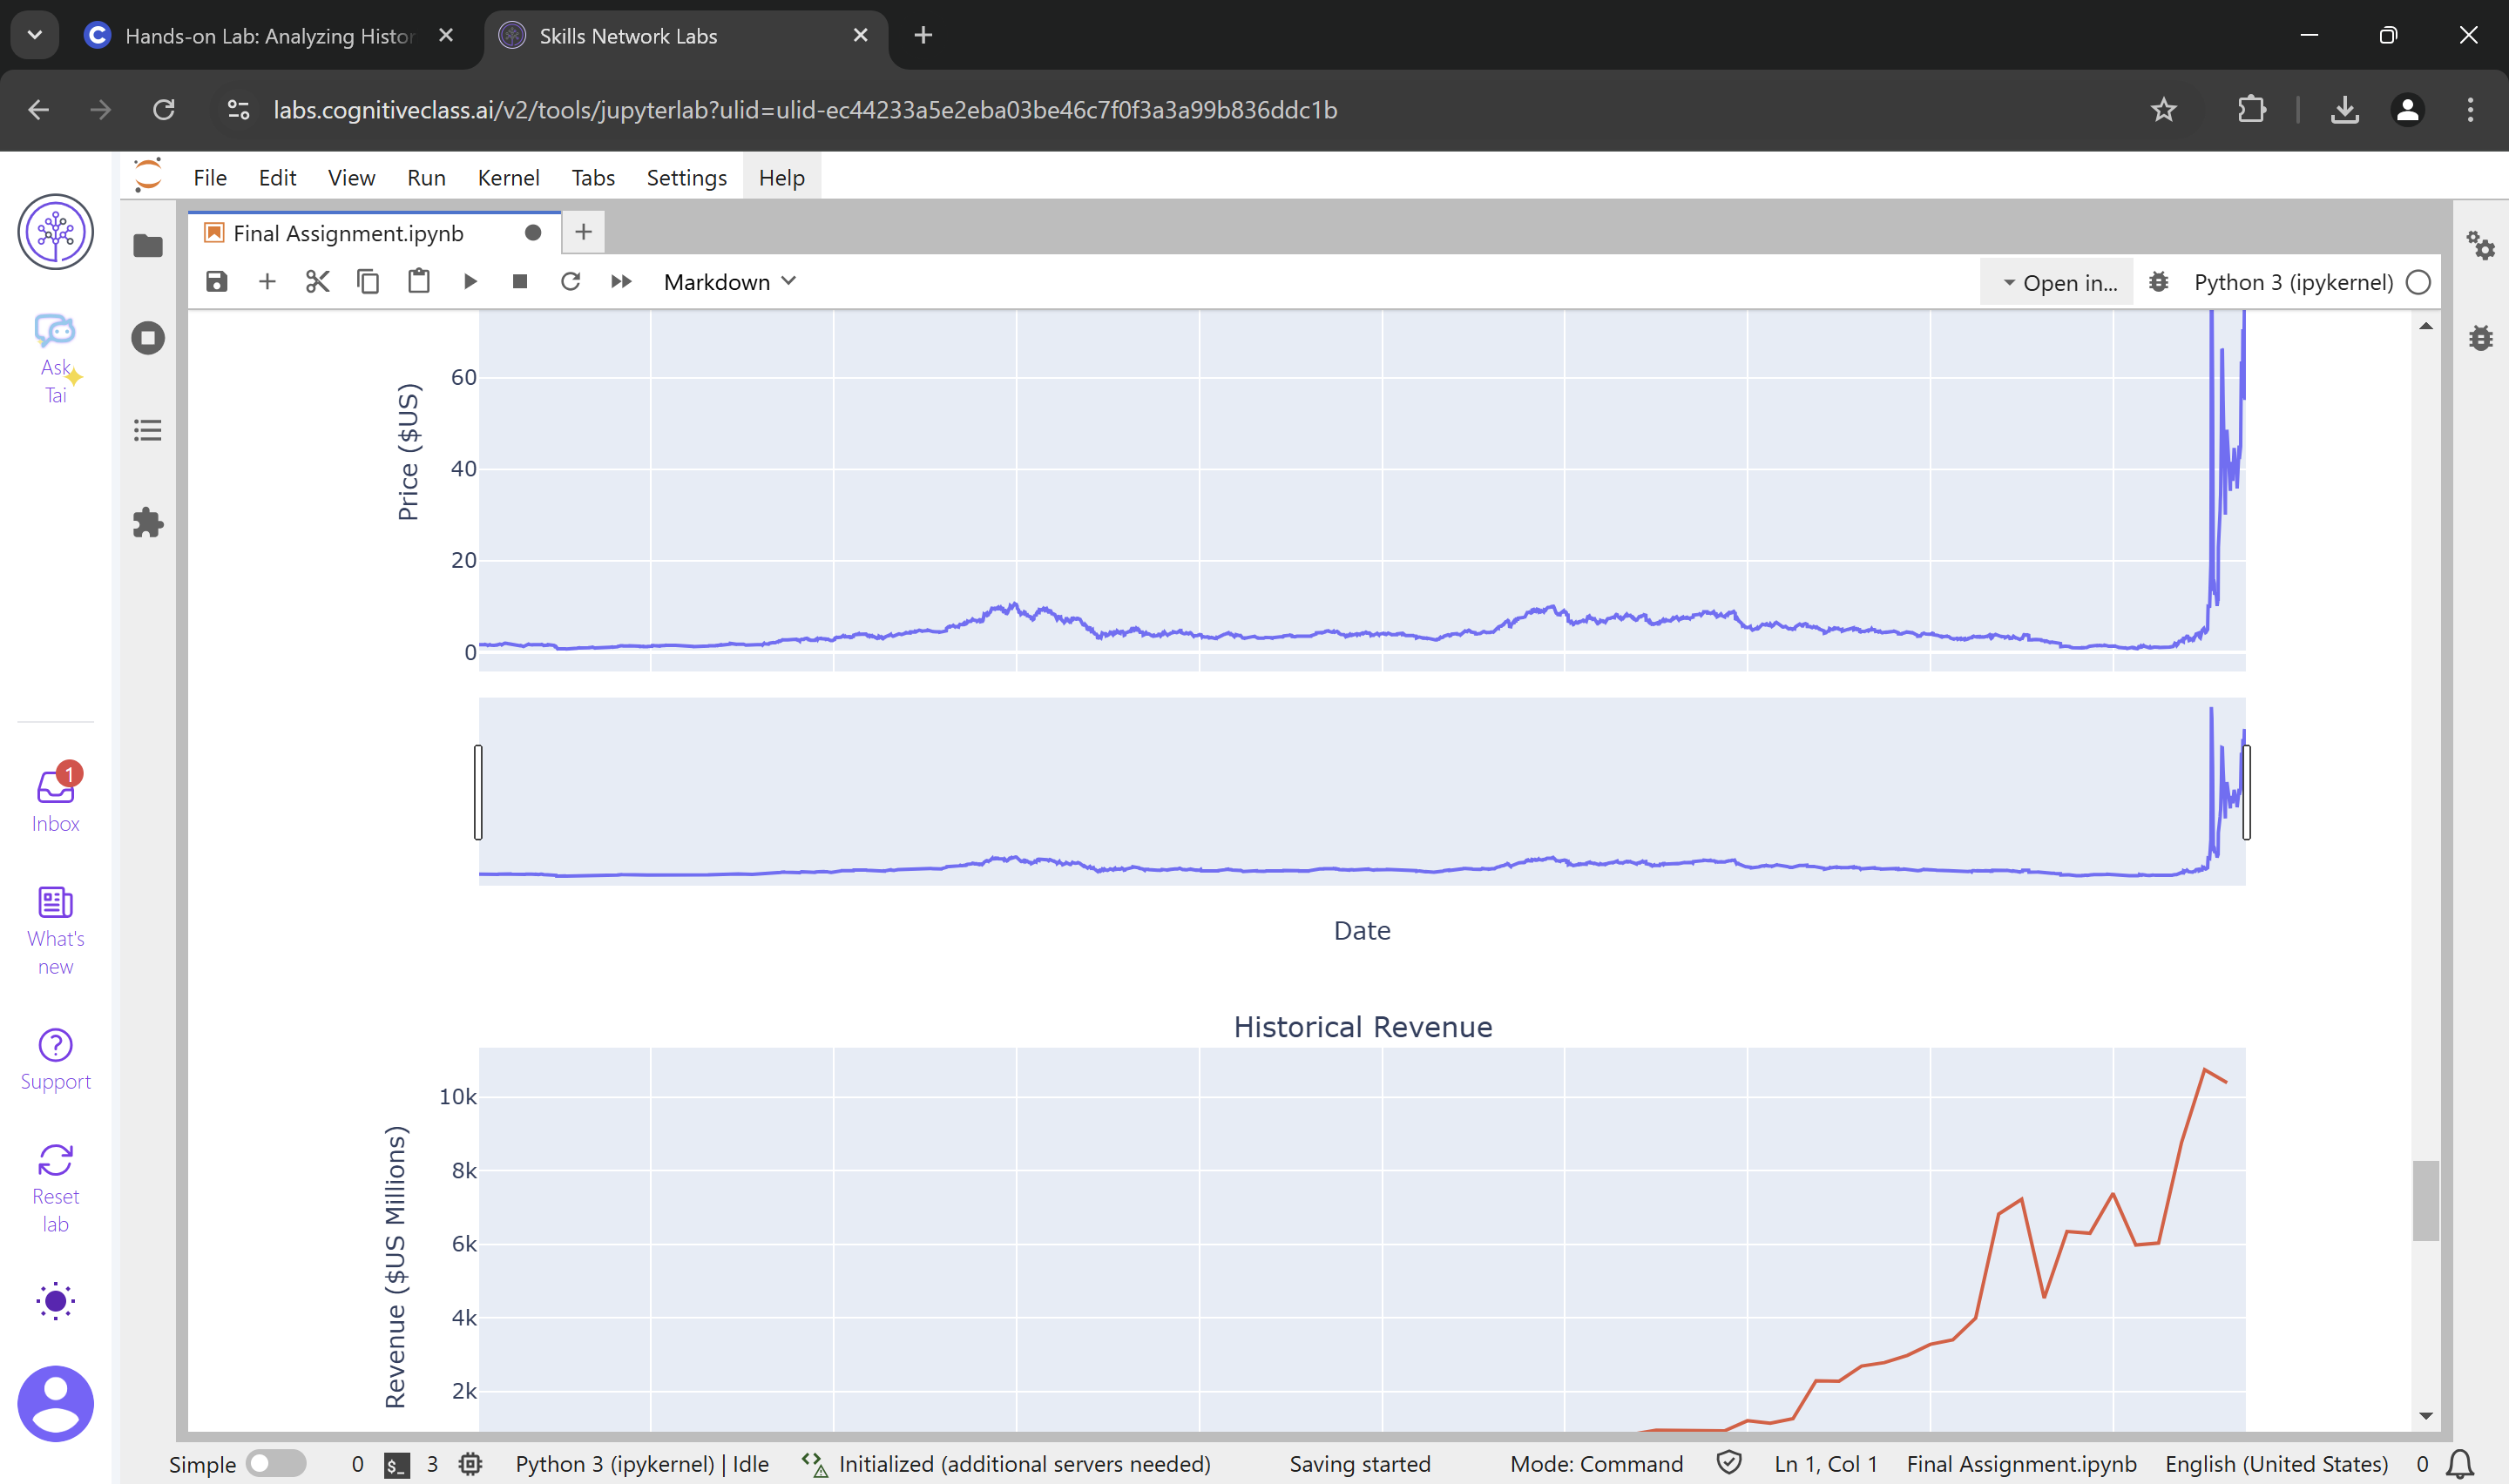 Hands-on Lab: Analyzing Histor
Skills Network Labs
labs.cognitiveclass.ai/v2/tools/jupyterlab?ulid=ulid-ec44233a5e2eba03be46c7f0f3a3a99b836ddc1b
File Edit View Run Kernel Tabs Settings Help
Final Assignment.ipynb
Markdown
Open in...
Python 3 (ipykernel)
Ask
Tai
1
Inbox
What's
new
Support
Reset
lab
Price ($US)
60
40
20
0
Date
Historical Revenue
Revenue ($US Millions)
10k
8k
6k
4k
2k
Simple 0 $_ 3 Python 3 (ipykernel) | Idle Initialized (additional servers needed) Saving started Mode: Command Ln 1, Col 1 Final Assignment.ipynb English (United States) 0